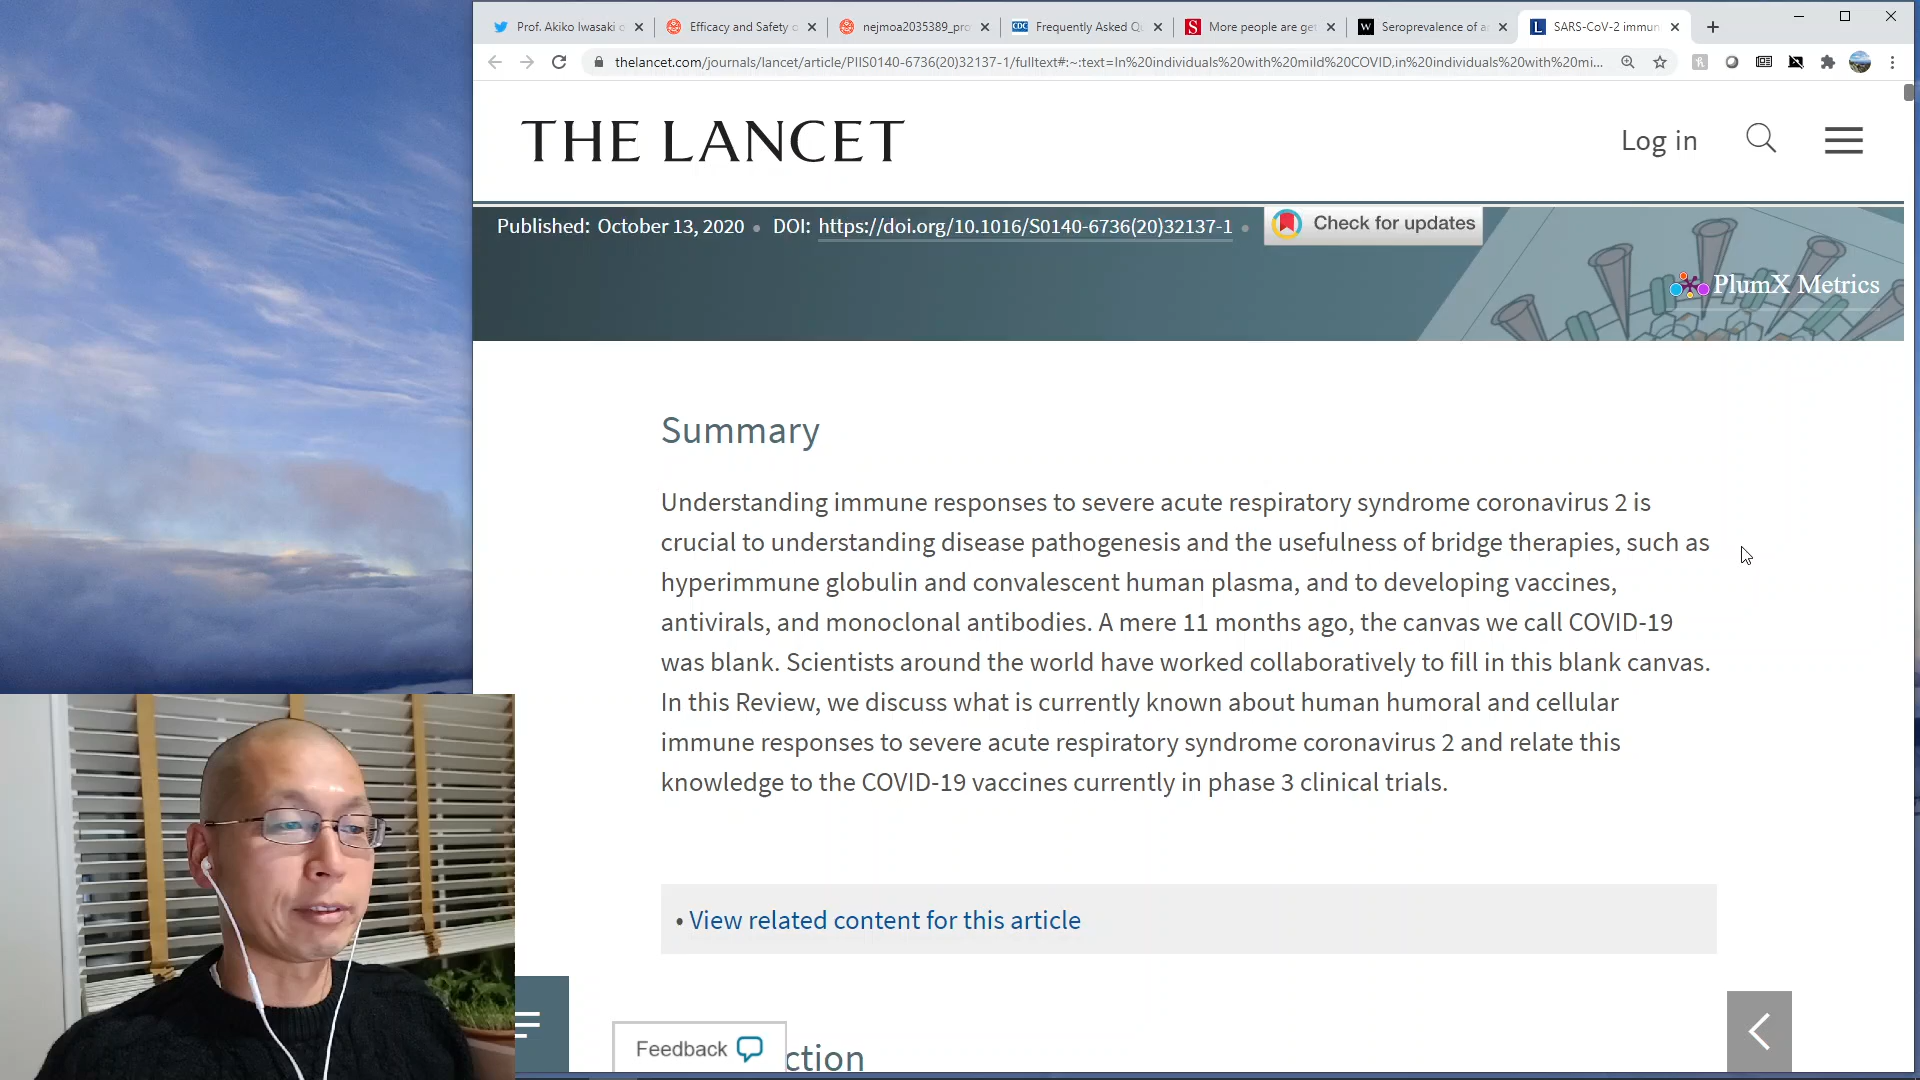 Prof. Akiko Iwasaki o
Efficacy and Safety o
nejmoa2035389_pro
CDC
Frequently Asked Qu
S
More people are get
W
Seroprevalence of a
L
SARS-CoV-2 immun
thelancet.com/journals/lancet/article/PIIS0140-6736(20)32137-1/fulltext#:~:text=In%20individuals%20with%20mild%20COVID,in%20individuals%20with%20mi...
THE LANCET
Log in
Published: October 13, 2020 • DOI: https://doi.org/10.1016/S0140-6736(20)32137-1 •
Check for updates
PlumX Metrics
Summary
Understanding immune responses to severe acute respiratory syndrome coronavirus 2 is
crucial to understanding disease pathogenesis and the usefulness of bridge therapies, such as
hyperimmune globulin and convalescent human plasma, and to developing vaccines,
antivirals, and monoclonal antibodies. A mere 11 months ago, the canvas we call COVID-19
was blank. Scientists around the world have worked collaboratively to fill in this blank canvas.
In this Review, we discuss what is currently known about human humoral and cellular
immune responses to severe acute respiratory syndrome coronavirus 2 and relate this
knowledge to the COVID-19 vaccines currently in phase 3 clinical trials.
• View related content for this article
Feedback
ction